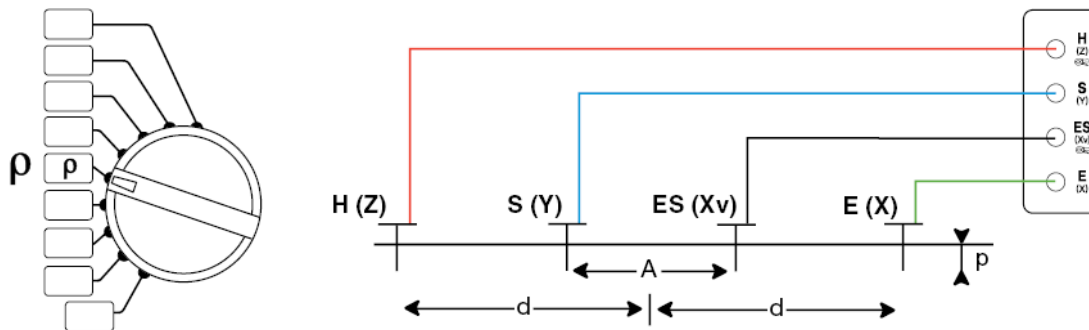 ρ
ρ
H (Z)
S (Y)
ES (Xv)
E (X)
A
d
d
p
H
(Z)
S
(Y)
ES
(Xv)
E
(X)